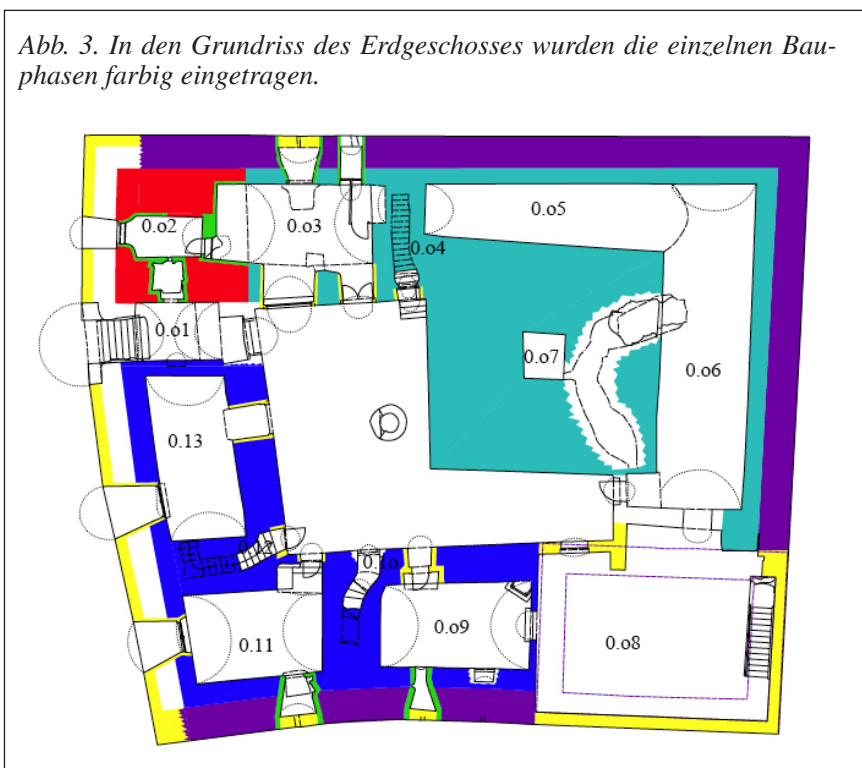 Abb. 3. In den Grundriss des Erdgeschosses wurden die einzelnen Bau-
phasen farbig eingetragen.
0.o5
0.o2
0.o3
0.o4
0.o1
0.o7
0.o6
0.13
0.1o
0.o9
0.11
0.o8